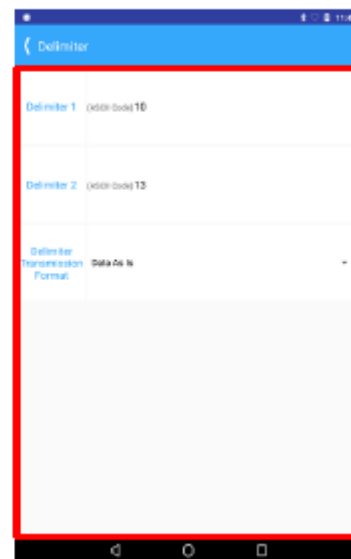 Delimiter
Delimiter 1
(ASCII Code) 10
Delimiter 2
(ASCII Code) 13
Delimiter
Transmission
Format
Data As Is